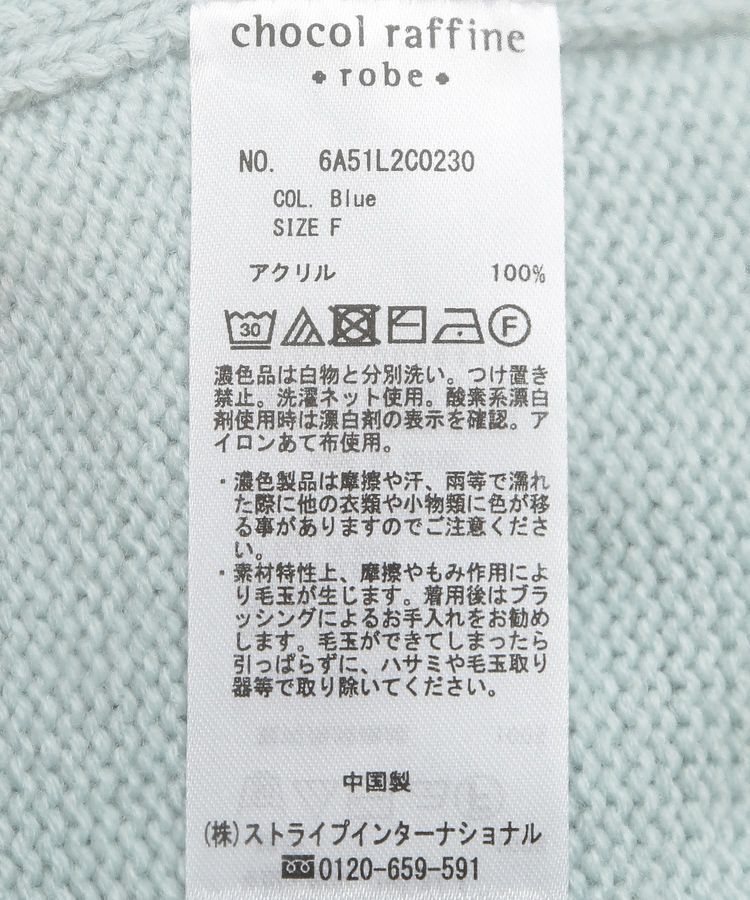 chocol raffine
• robe •
NO. 6A51L2C0230
COL. Blue
SIZE F
アクリル 100%
30 F
濃色品は白物と分別洗い。つけ置き
禁止。洗濯ネット使用。酸素系漂白
剤使用時は漂白剤の表示を確認。ア
イロンあて布使用。
・濃色製品は摩擦や汗、雨等で濡れ
た際に他の衣類や小物類に色が移
る事がありますのでご注意くださ
い。
・素材特性上、摩擦やもみ作用によ
り毛玉が生じます。着用後はブラ
ッシングによるお手入れをお勧め
します。毛玉ができてしまったら
引っぱらずに、ハサミや毛玉取り
器等で取り除いてください。
中国製
(株)ストライプインターナショナル
0120-659-591